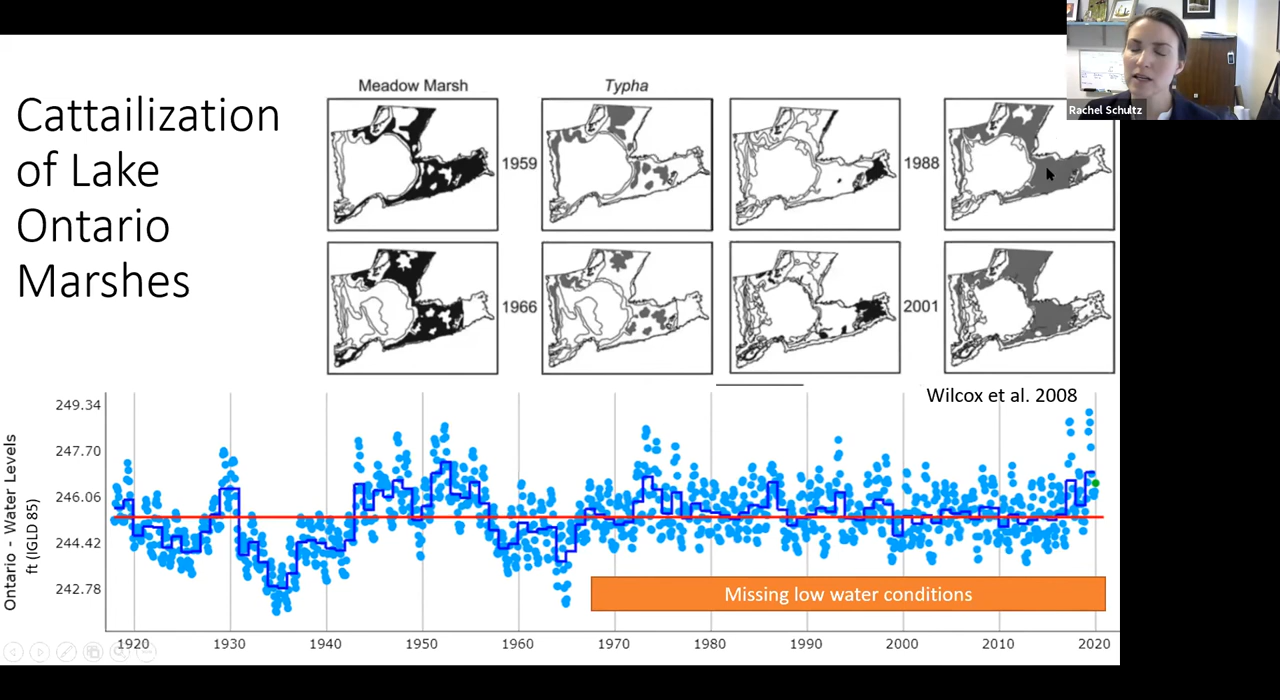 Rachel Schultz
Cattailization
of Lake
Ontario
Marshes
Meadow Marsh
Typha
1959
1988
1966
2001
Wilcox et al. 2008
249.34
247.70
246.06
244.42
242.78
Ontario - Water Levels
ft (IGLD 85)
Missing low water conditions
1920
1930
1940
1950
1960
1970
1980
1990
2000
2010
2020